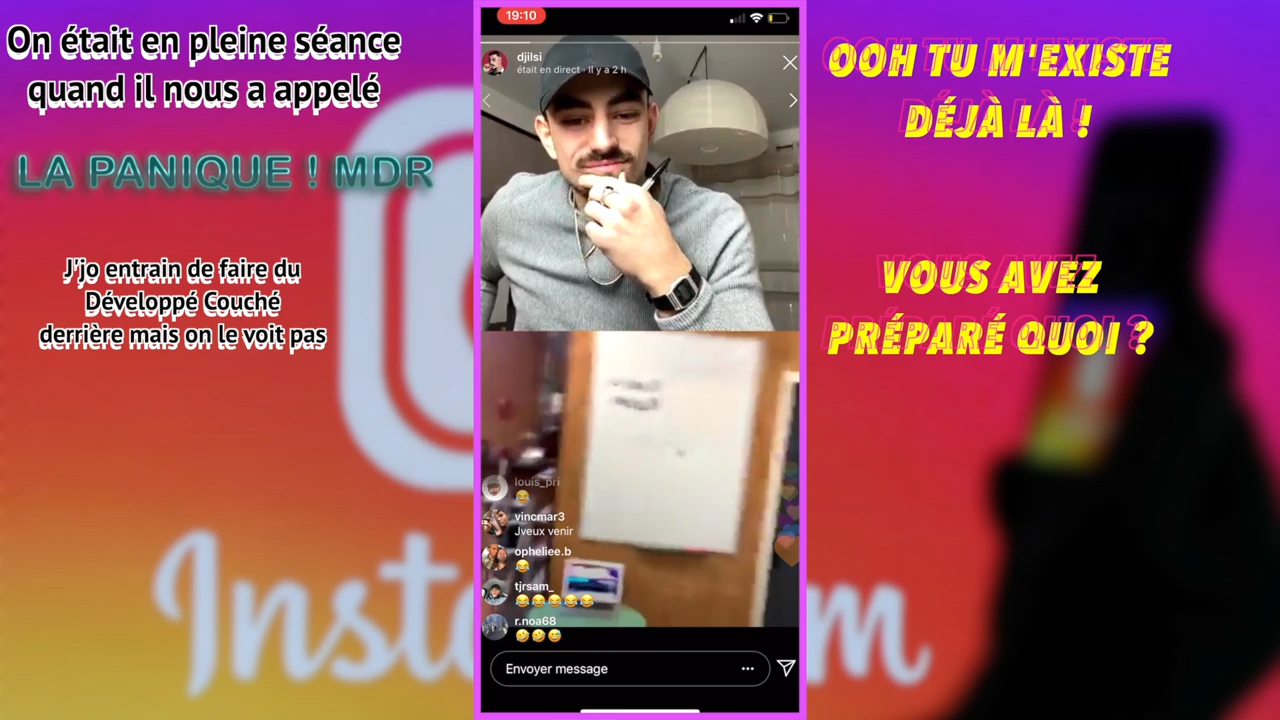 On était en pleine séance
quand il nous a appelé
LA PANIQUE ! MDR
J'jo entrain de faire du
Développé Couché
derrière mais on le voit pas
19:10
djilsi
était en direct · Il y a 2 h
louis_pri
vincmar3
Jveux venir
opheliee.b
tjrsam_
r.noa68
Envoyer message
OOH TU M'EXISTE
DÉJÀ LÀ !
VOUS AVEZ
PRÉPARÉ QUOI ?